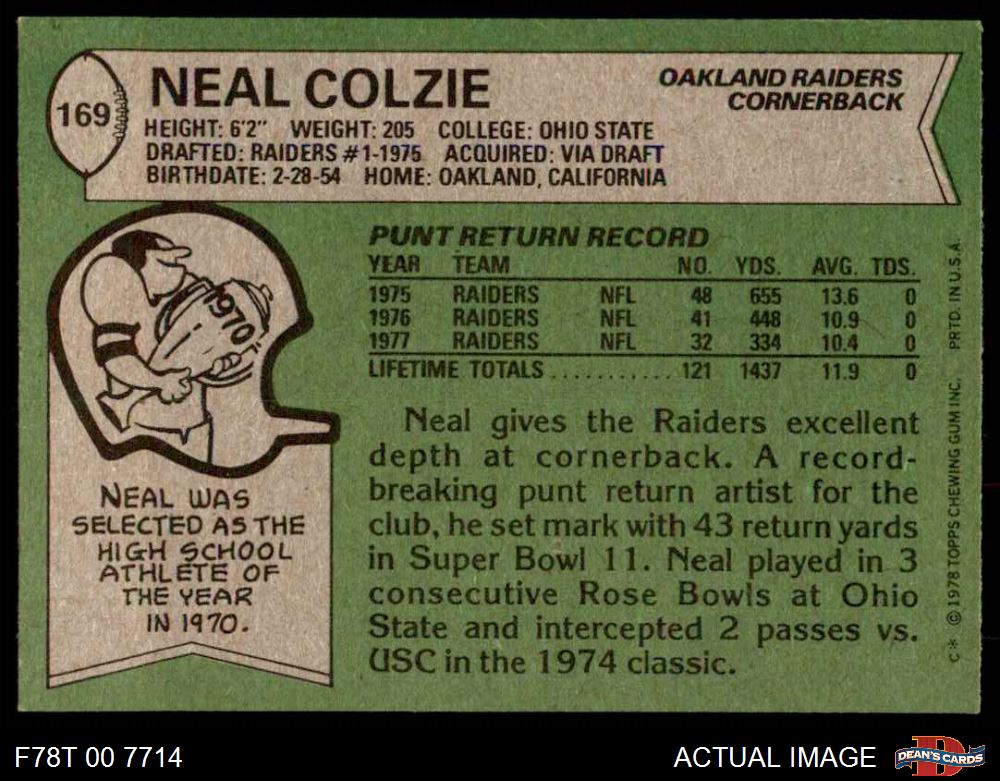 169
NEAL COLZIE
OAKLAND RAIDERS
CORNERBACK
HEIGHT: 6'2" WEIGHT: 205 COLLEGE: OHIO STATE
DRAFTED: RAIDERS #1-1975 ACQUIRED: VIA DRAFT
BIRTHDATE: 2-28-54 HOME: OAKLAND, CALIFORNIA
1970
NEAL WAS
SELECTED AS THE
HIGH SCHOOL
ATHLETE OF
THE YEAR
IN 1970.
PUNT RETURN RECORD
YEAR TEAM NO. YDS. AVG. TDS.
1975 RAIDERS NFL 48 655 13.6 0
1976 RAIDERS NFL 41 448 10.9 0
1977 RAIDERS NFL 32 334 10.4 0
LIFETIME TOTALS ........... 121 1437 11.9 0
Neal gives the Raiders excellent
depth at cornerback. A record-
breaking punt return artist for the
club, he set mark with 43 return yards
in Super Bowl 11. Neal played in 3
consecutive Rose Bowls at Ohio
State and intercepted 2 passes vs.
USC in the 1974 classic.
C* ©1978 TOPPS CHEWING GUM INC. PRTD. IN U.S.A.
F78T 00 7714
ACTUAL IMAGE
D
DEAN'S CARDS